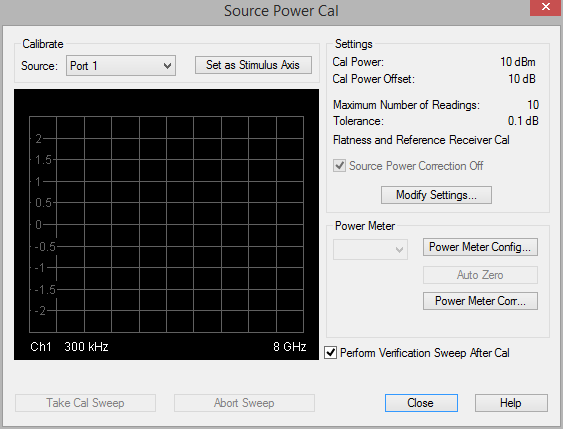 Source Power Cal
Calibrate
Source: Port 1 Set as Stimulus Axis
2
1.5
1
0.5
0
-0.5
-1
-1.5
-2
Ch1 300 kHz 8 GHz
Settings
Cal Power: 10 dBm
Cal Power Offset: 10 dB
Maximum Number of Readings: 10
Tolerance: 0.1 dB
Flatness and Reference Receiver Cal
Source Power Correction Off
Modify Settings...
Power Meter
Power Meter Config...
Auto Zero
Power Meter Corr...
Perform Verification Sweep After Cal
Take Cal Sweep Abort Sweep Close Help